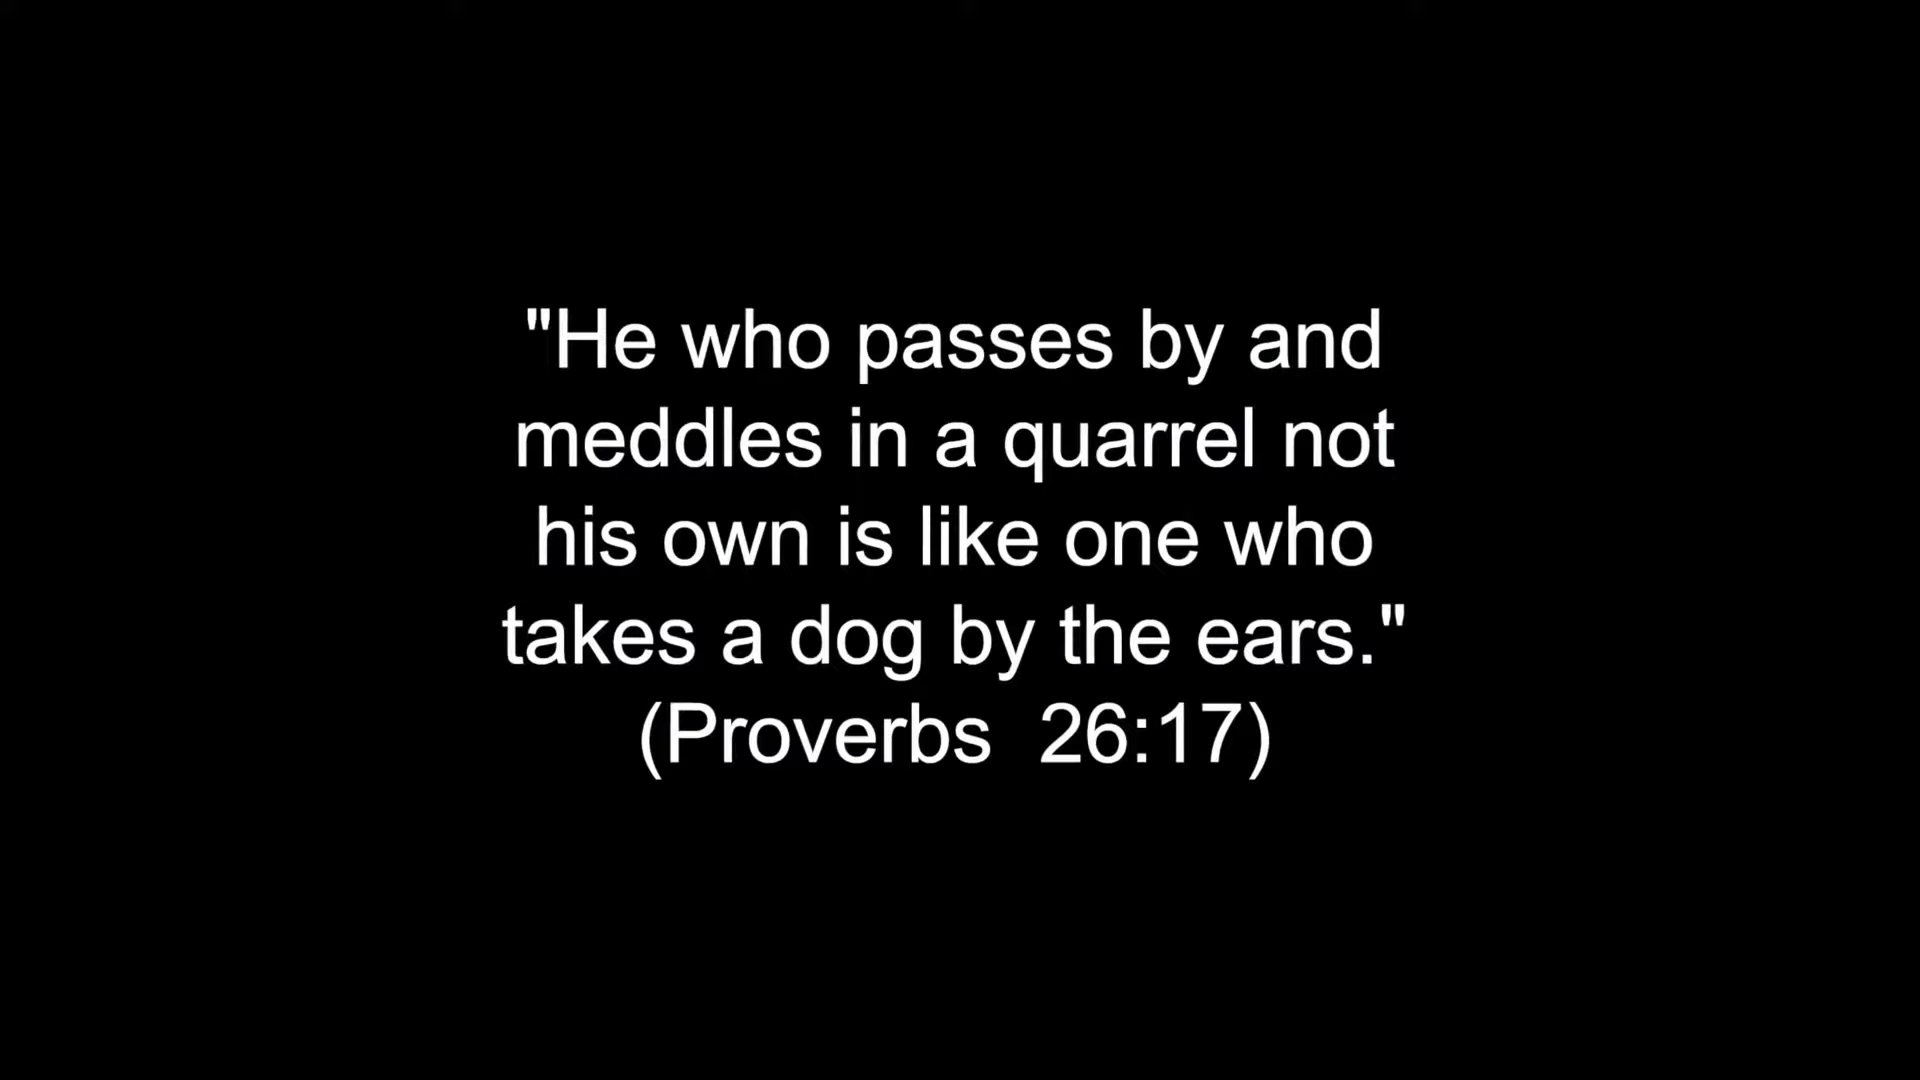 "He who passes by and
meddles in a quarrel not
his own is like one who
takes a dog by the ears."
(Proverbs  26:17)